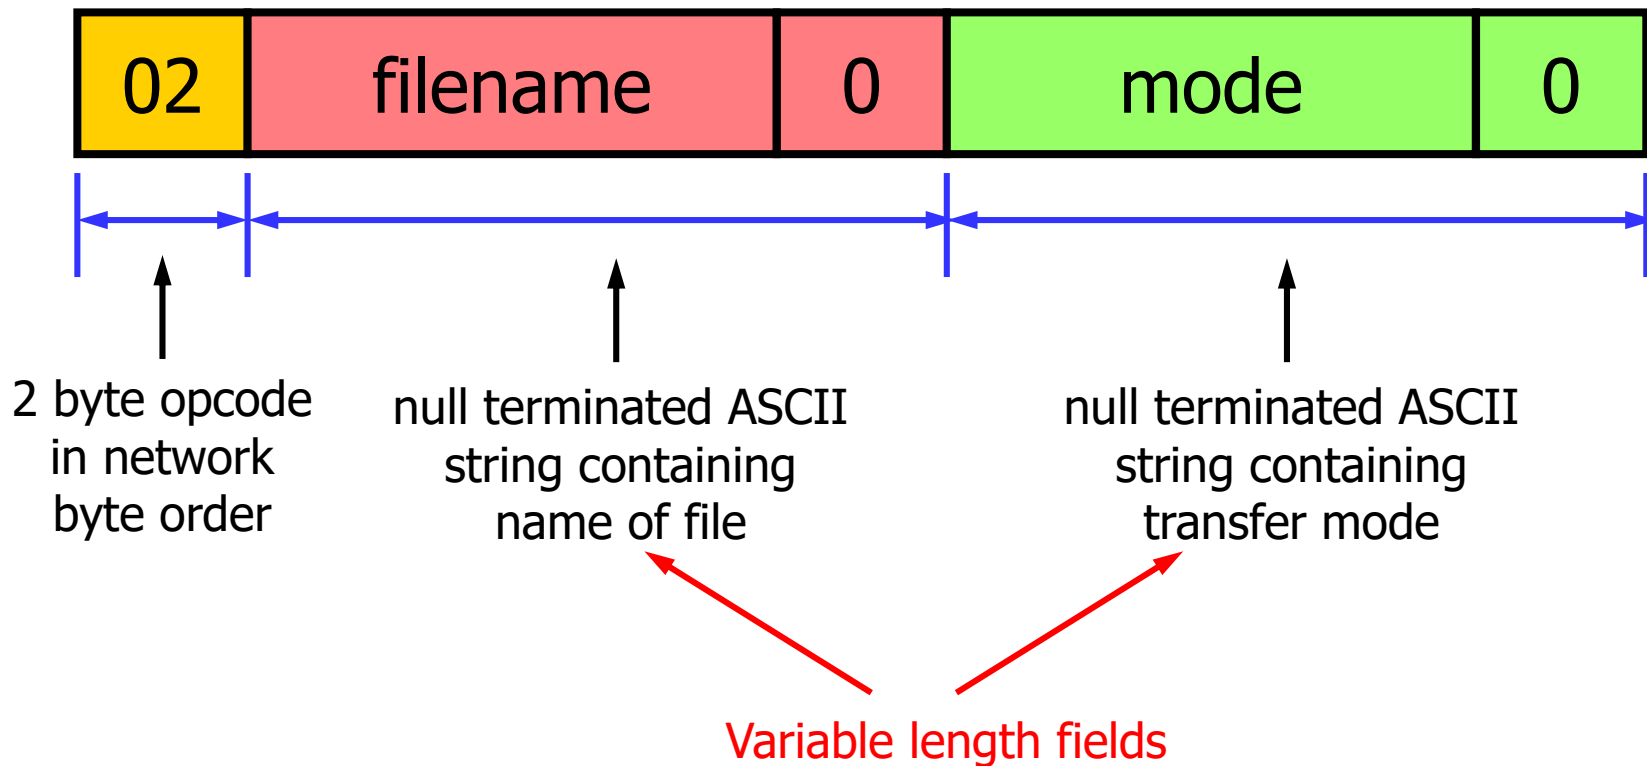 02 filename 0 mode 0
2 byte opcode
in network
byte order
null terminated ASCII
string containing
name of file
null terminated ASCII
string containing
transfer mode
Variable length fields